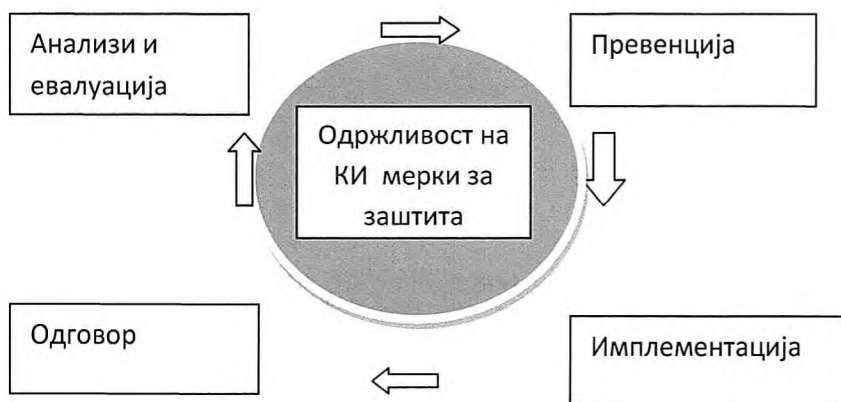 Анализи и
евалуација
Превенција
Одржливост на
КИ мерки за
заштита
Одговор
Имплементација